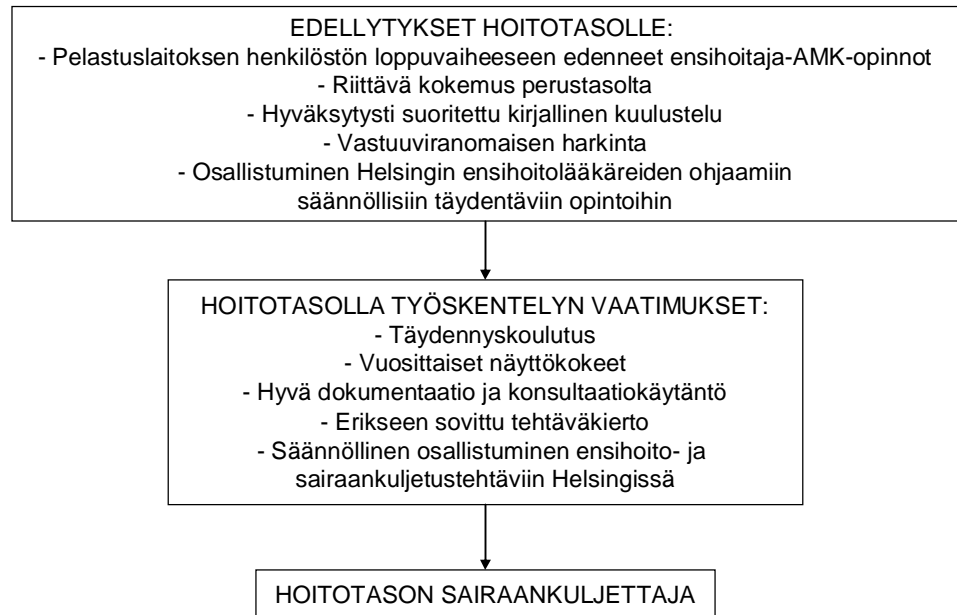 EDELLYTYKSET HOITOTASOLLE:
- Pelastuslaitoksen henkilöstön loppuvaiheeseen edenneet ensihoitaja-AMK-opinnot
- Riittävä kokemus perustasolta
- Hyväksytysti suoritettu kirjallinen kuulustelu
- Vastuuviranomaisen harkinta
- Osallistuminen Helsingin ensihoitolääkäreiden ohjaamiin
säännöllisiin täydentäviin opintoihin
HOITOTASOLLA TYÖSKENTELYN VAATIMUKSET:
- Täydennyskoulutus
- Vuosittaiset näyttökokeet
- Hyvä dokumentaatio ja konsultaatiokäytäntö
- Erikseen sovittu tehtäväkierto
- Säännöllinen osallistuminen ensihoito- ja
sairaankuljetustehtäviin Helsingissä
HOITOTASON SAIRAANKULJETTAJA